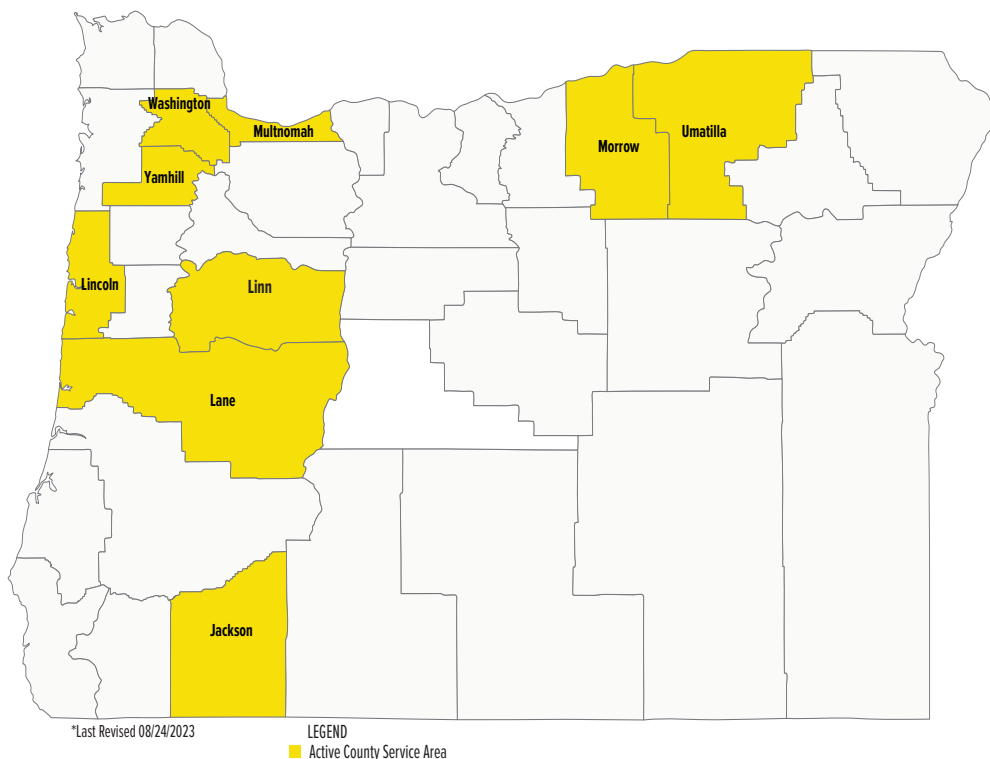 Washington
Multnomah
Umatilla
Morrow
Yamhill
Lincoln
Linn
Lane
Jackson
*Last Revised 08/24/2023
LEGEND
Active County Service Area